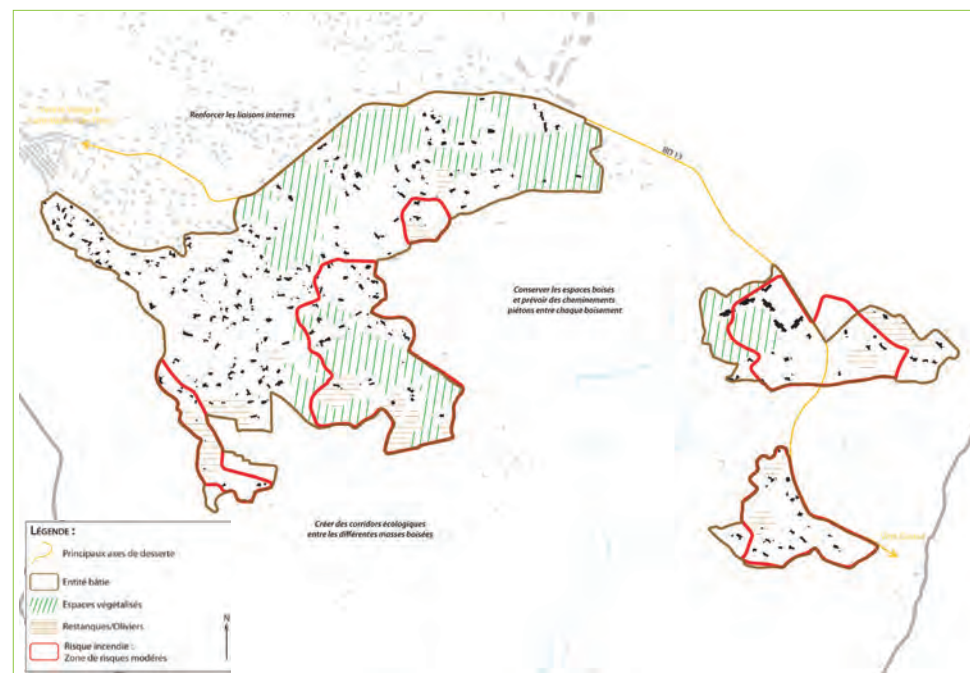 Renforcer les liaisons internes
RD 13
Conserver les espaces boisés
et prévoir des cheminements
piétons entre chaque boisement
Créer des corridors écologiques
entre les différentes masses boisées
LÉGENDE :
Principaux axes de desserte
Entité bâtie
Espaces végétalisés
Restanques/Oliviers
Risque incendie :
Zone de risques modérés
N